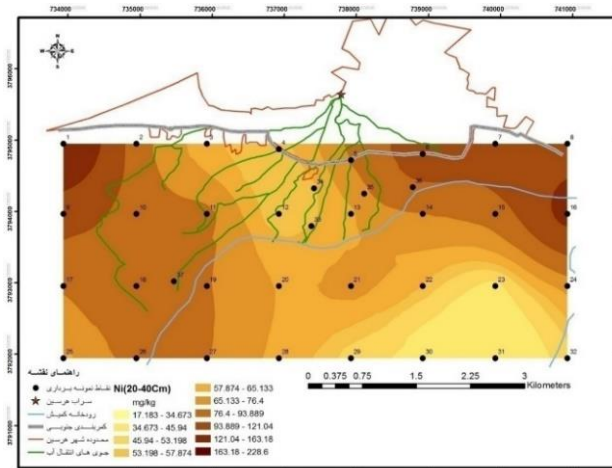 734000 735000 736000 737000 738000 739000 740000 741000
3796000
3795000
3794000
3793000
3792000
3791000
N
W E
S
1 2 3 4 5 6 7 8
9 10 11 12 13 14 15 16
17 18 19 20 21 22 23 24
25 26 27 28 29 30 31 32
راهنمای نقشه
نقاط نمونه برداری
سراب هرسین
رودخانه گمیش
کمربندی جنوبی
محدوده شهر هرسین
جوی های انتقال آب
Ni(20-40Cm)
mg/kg
17.183 - 34.673
34.673 - 45.94
45.94 - 53.198
53.198 - 57.874
57.874 - 65.133
65.133 - 76.4
76.4 - 93.889
93.889 - 121.04
121.04 - 163.18
163.18 - 228.6
0 0.375 0.75 1.5 2.25 3
Kilometers